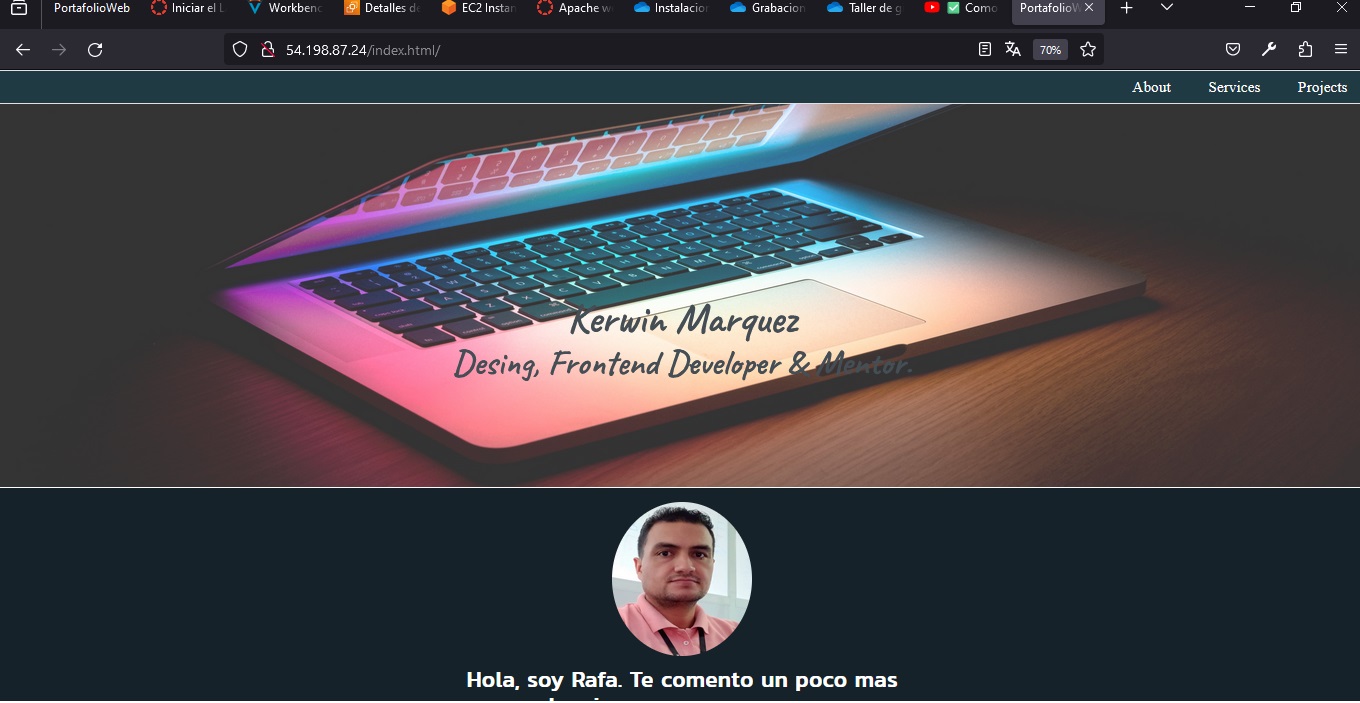 PortafolioWeb
Iniciar el L
Workbenc
Detalles de
EC2 Instan
Apache w
Instalacion
Grabacion
Taller de g
Como
PortafolioW
54.198.87.24/index.html/
70%
About
Services
Projects
Kerwin Marquez
Desing, Frontend Developer & Mentor.
Hola, soy Rafa. Te comento un poco mas